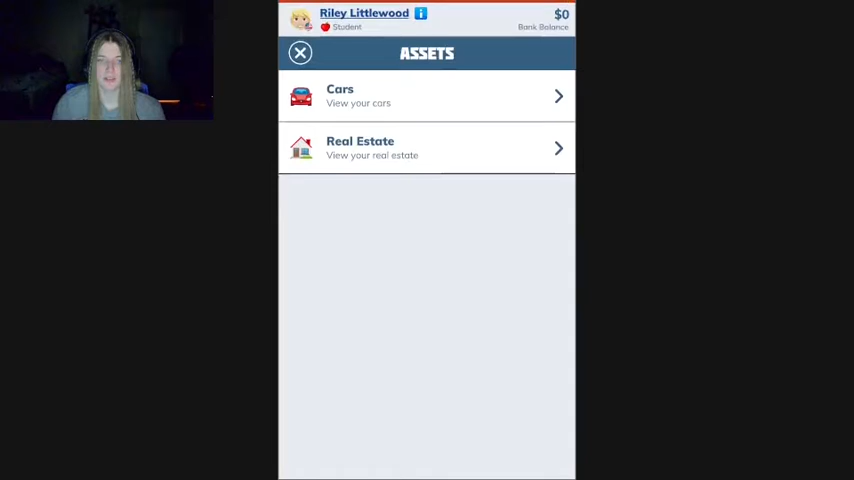 Riley Littlewood
$0
Student
Bank Balance
ASSETS
Cars
View your cars
Real Estate
View your real estate